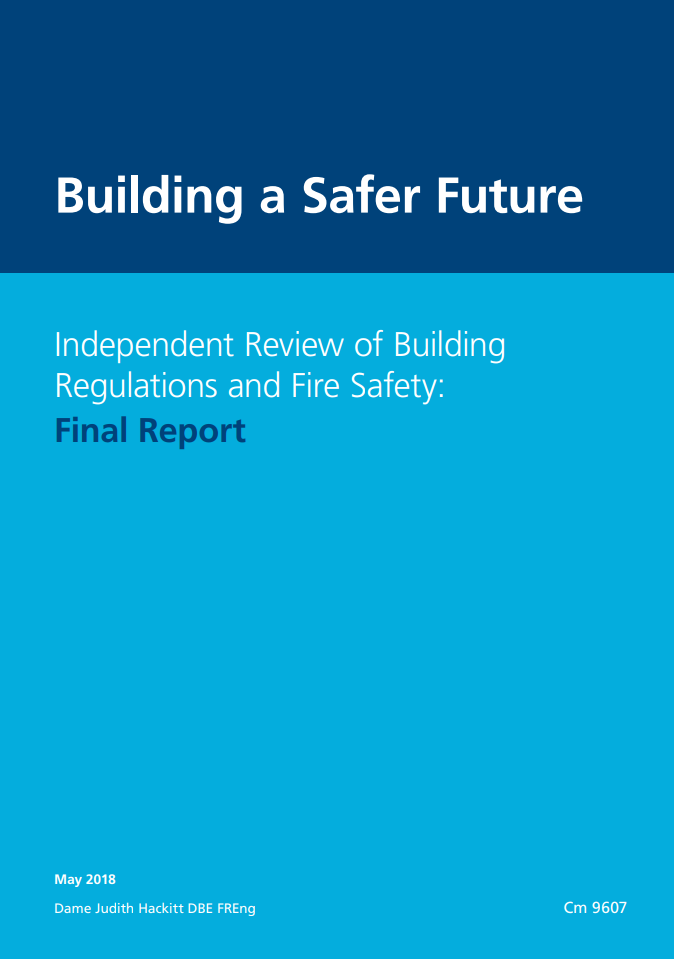 Building a Safer Future
Independent Review of Building
Regulations and Fire Safety:
Final Report
May 2018
Dame Judith Hackitt DBE FREng
Cm 9607